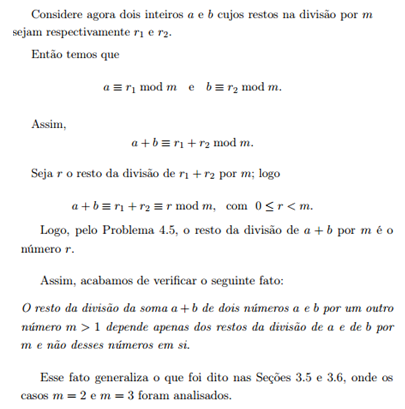 Considere agora dois inteiros a e b cujos restos na divisão por m
sejam respectivamente r₁ e r₂.
Então temos que
a ≡ r₁ mod m e b ≡ r₂ mod m.
Assim,
a + b ≡ r₁ + r₂ mod m.
Seja r o resto da divisão de r₁ + r₂ por m; logo
a + b ≡ r₁ + r₂ ≡ r mod m, com 0 ≤ r < m.
Logo, pelo Problema 4.5, o resto da divisão de a + b por m é o
número r.
Assim, acabamos de verificar o seguinte fato:
O resto da divisão da soma a + b de dois números a e b por um outro
número m > 1 depende apenas dos restos da divisão de a e de b por
m e não desses números em si.
Esse fato generaliza o que foi dito nas Seções 3.5 e 3.6, onde os
casos m = 2 e m = 3 foram analisados.